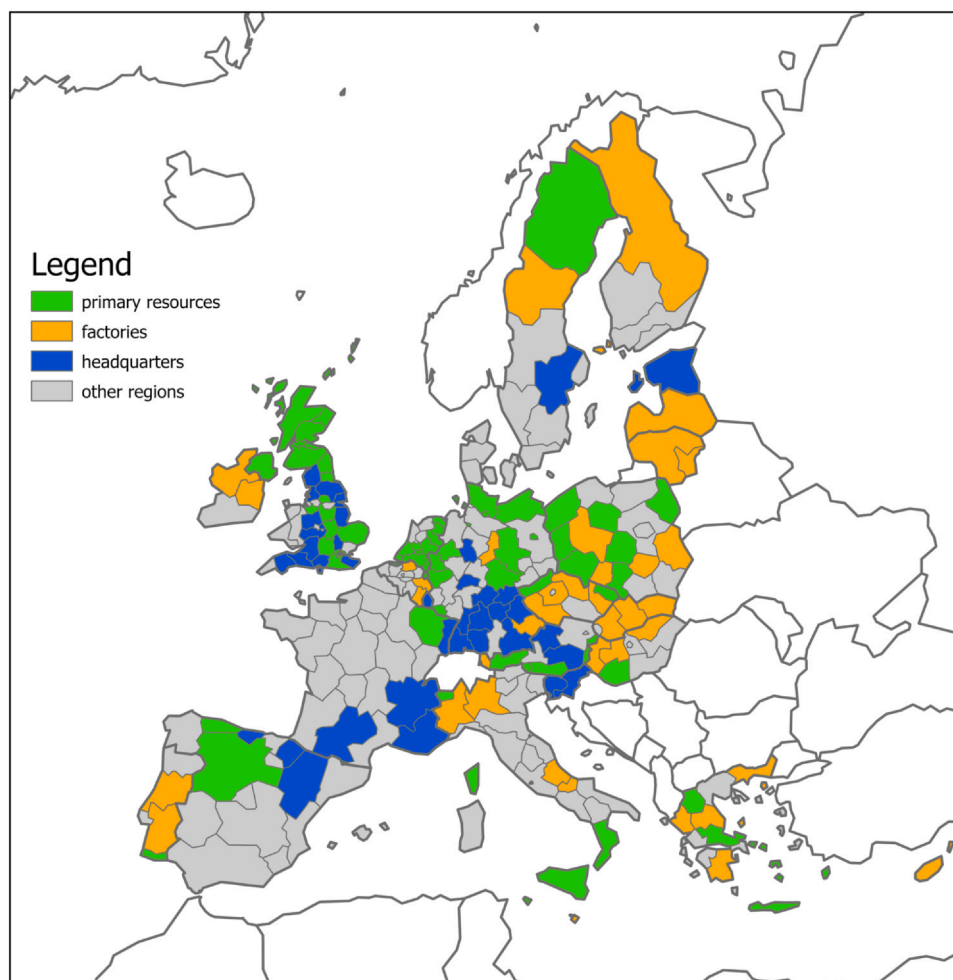 Legend
primary resources
factories
headquarters
other regions